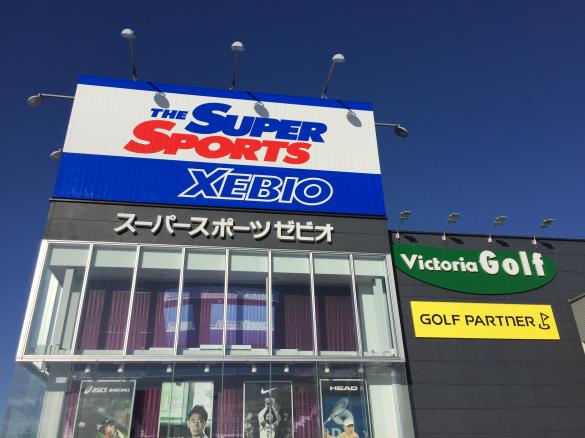 THE SUPER
SPORTS
XEBIO
スーパースポーツゼビオ
Victoria Golf
GOLF PARTNER
asics BASEBALL
HEAD